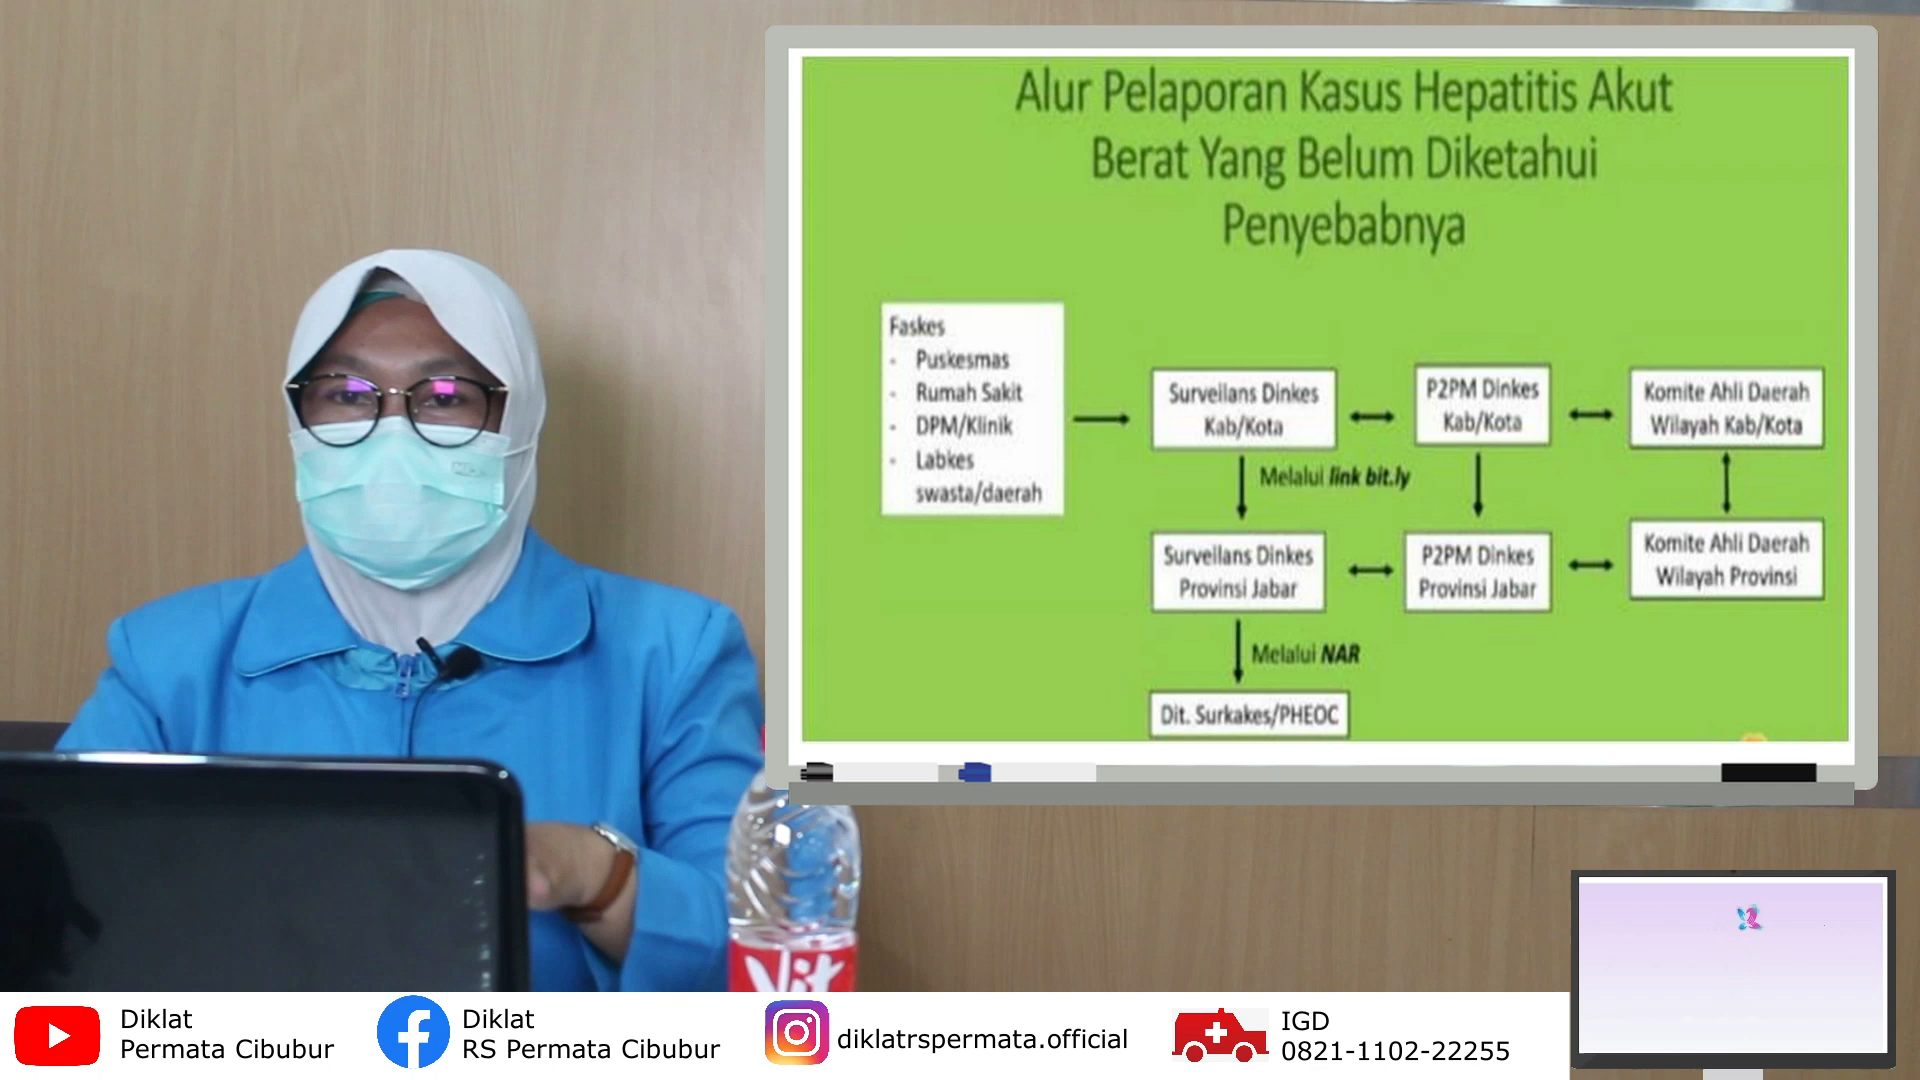 Alur Pelaporan Kasus Hepatitis Akut
Berat Yang Belum Diketahui
Penyebabnya
Faskes
- Puskesmas
- Rumah Sakit
- DPM/Klinik
- Labkes
swasta/daerah
Surveilans Dinkes
Kab/Kota
P2PM Dinkes
Kab/Kota
Komite Ahli Daerah
Wilayah Kab/Kota
Melalui link bit.ly
Surveilans Dinkes
Provinsi Jabar
P2PM Dinkes
Provinsi Jabar
Komite Ahli Daerah
Wilayah Provinsi
Melalui NAR
Dit. Surkakes/PHEOC
Vit
Diklat
Permata Cibubur
Diklat
RS Permata Cibubur
diklatrspermata.official
IGD
0821-1102-22255